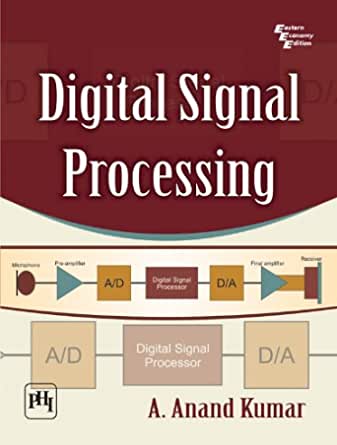 Eastern
Economy
Edition
A/D
D/A
Digital Signal
Processing
Microphone
Pre-amplifier
A/D
Digital Signal
Processor
D/A
Final amplifier
Receiver
A/D
Digital Signal
Processor
D/A
PHI
A. Anand Kumar